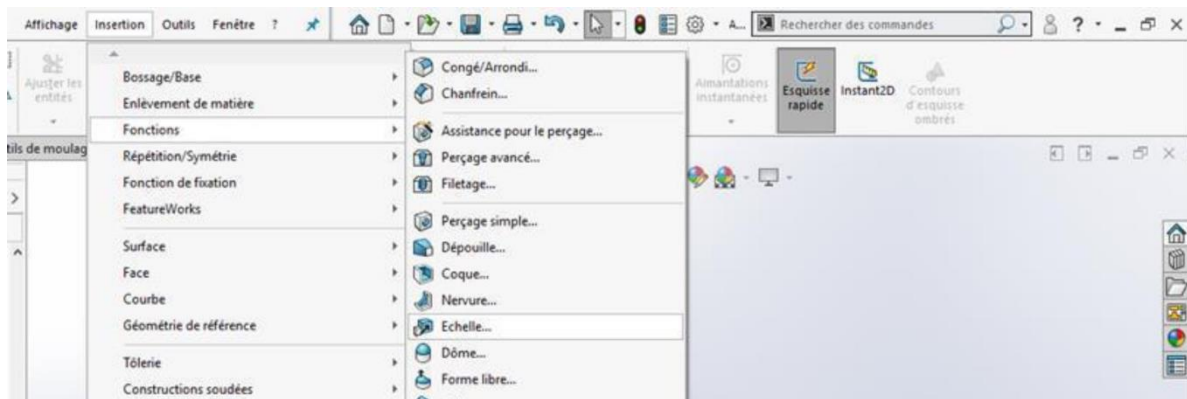 Affichage Insertion Outils Fenêtre ? A... Rechercher des commandes ?
Ajuster les
entités
Aimantations
instantanées
Esquisse
rapide
Instant2D
Contours
d'esquisse
ombrés
tils de moulag
Bossage/Base
Enlèvement de matière
Fonctions
Répétition/Symétrie
Fonction de fixation
FeatureWorks
Surface
Face
Courbe
Géométrie de référence
Tôlerie
Constructions soudées
Congé/Arrondi...
Chanfrein...
Assistance pour le perçage...
Perçage avancé...
Filetage...
Perçage simple...
Dépouille...
Coque...
Nervure...
Echelle...
Dôme...
Forme libre...